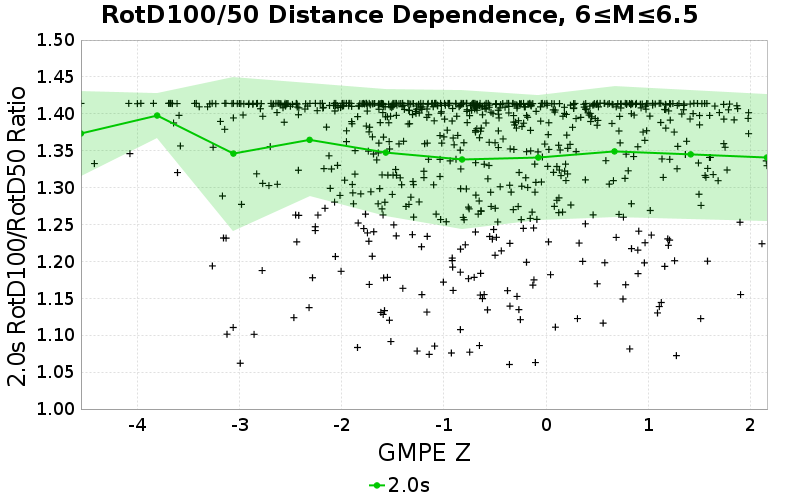 RotD100/50 Distance Dependence, 6≤M≤6.5
2.0s RotD100/RotD50 Ratio
1.50
1.45
1.40
1.35
1.30
1.25
1.20
1.15
1.10
1.05
1.00
-4 -3 -2 -1 0 1 2
GMPE Z
2.0s